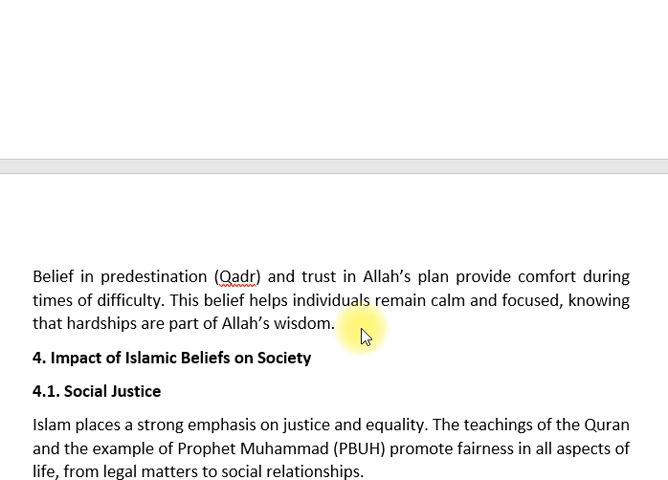 Belief in predestination (Qadr) and trust in Allah’s plan provide comfort during
times of difficulty. This belief helps individuals remain calm and focused, knowing
that hardships are part of Allah’s wisdom.
4. Impact of Islamic Beliefs on Society
4.1. Social Justice
Islam places a strong emphasis on justice and equality. The teachings of the Quran
and the example of Prophet Muhammad (PBUH) promote fairness in all aspects of
life, from legal matters to social relationships.